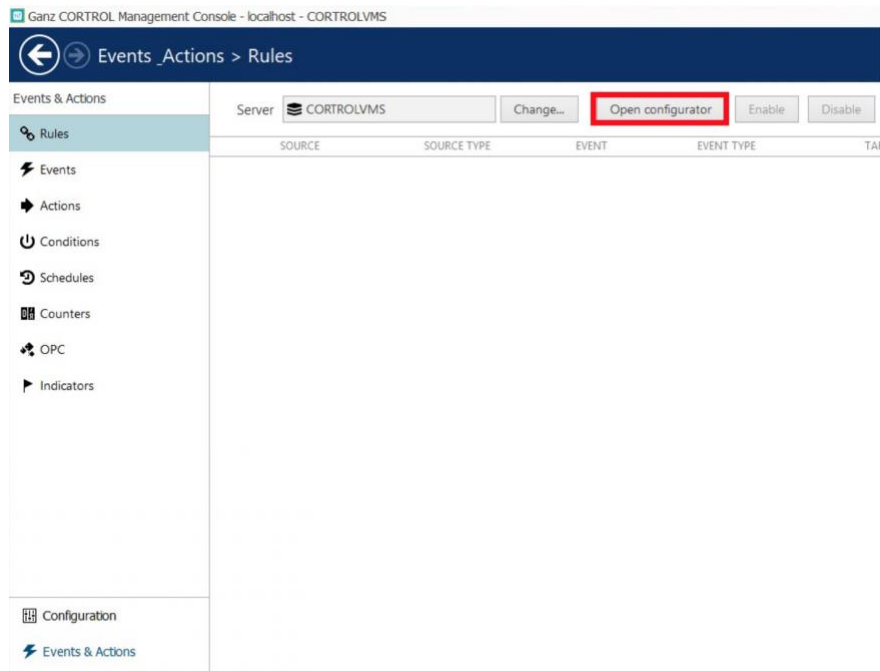 Ganz CORTROL Management Console - localhost - CORTROLVMS
Events _Actions > Rules
Events & Actions
Server CORTROLVMS Change... Open configurator Enable Disable
Rules
SOURCE SOURCE TYPE EVENT EVENT TYPE
Events
Actions
Conditions
Schedules
Counters
OPC
Indicators
Configuration
Events & Actions